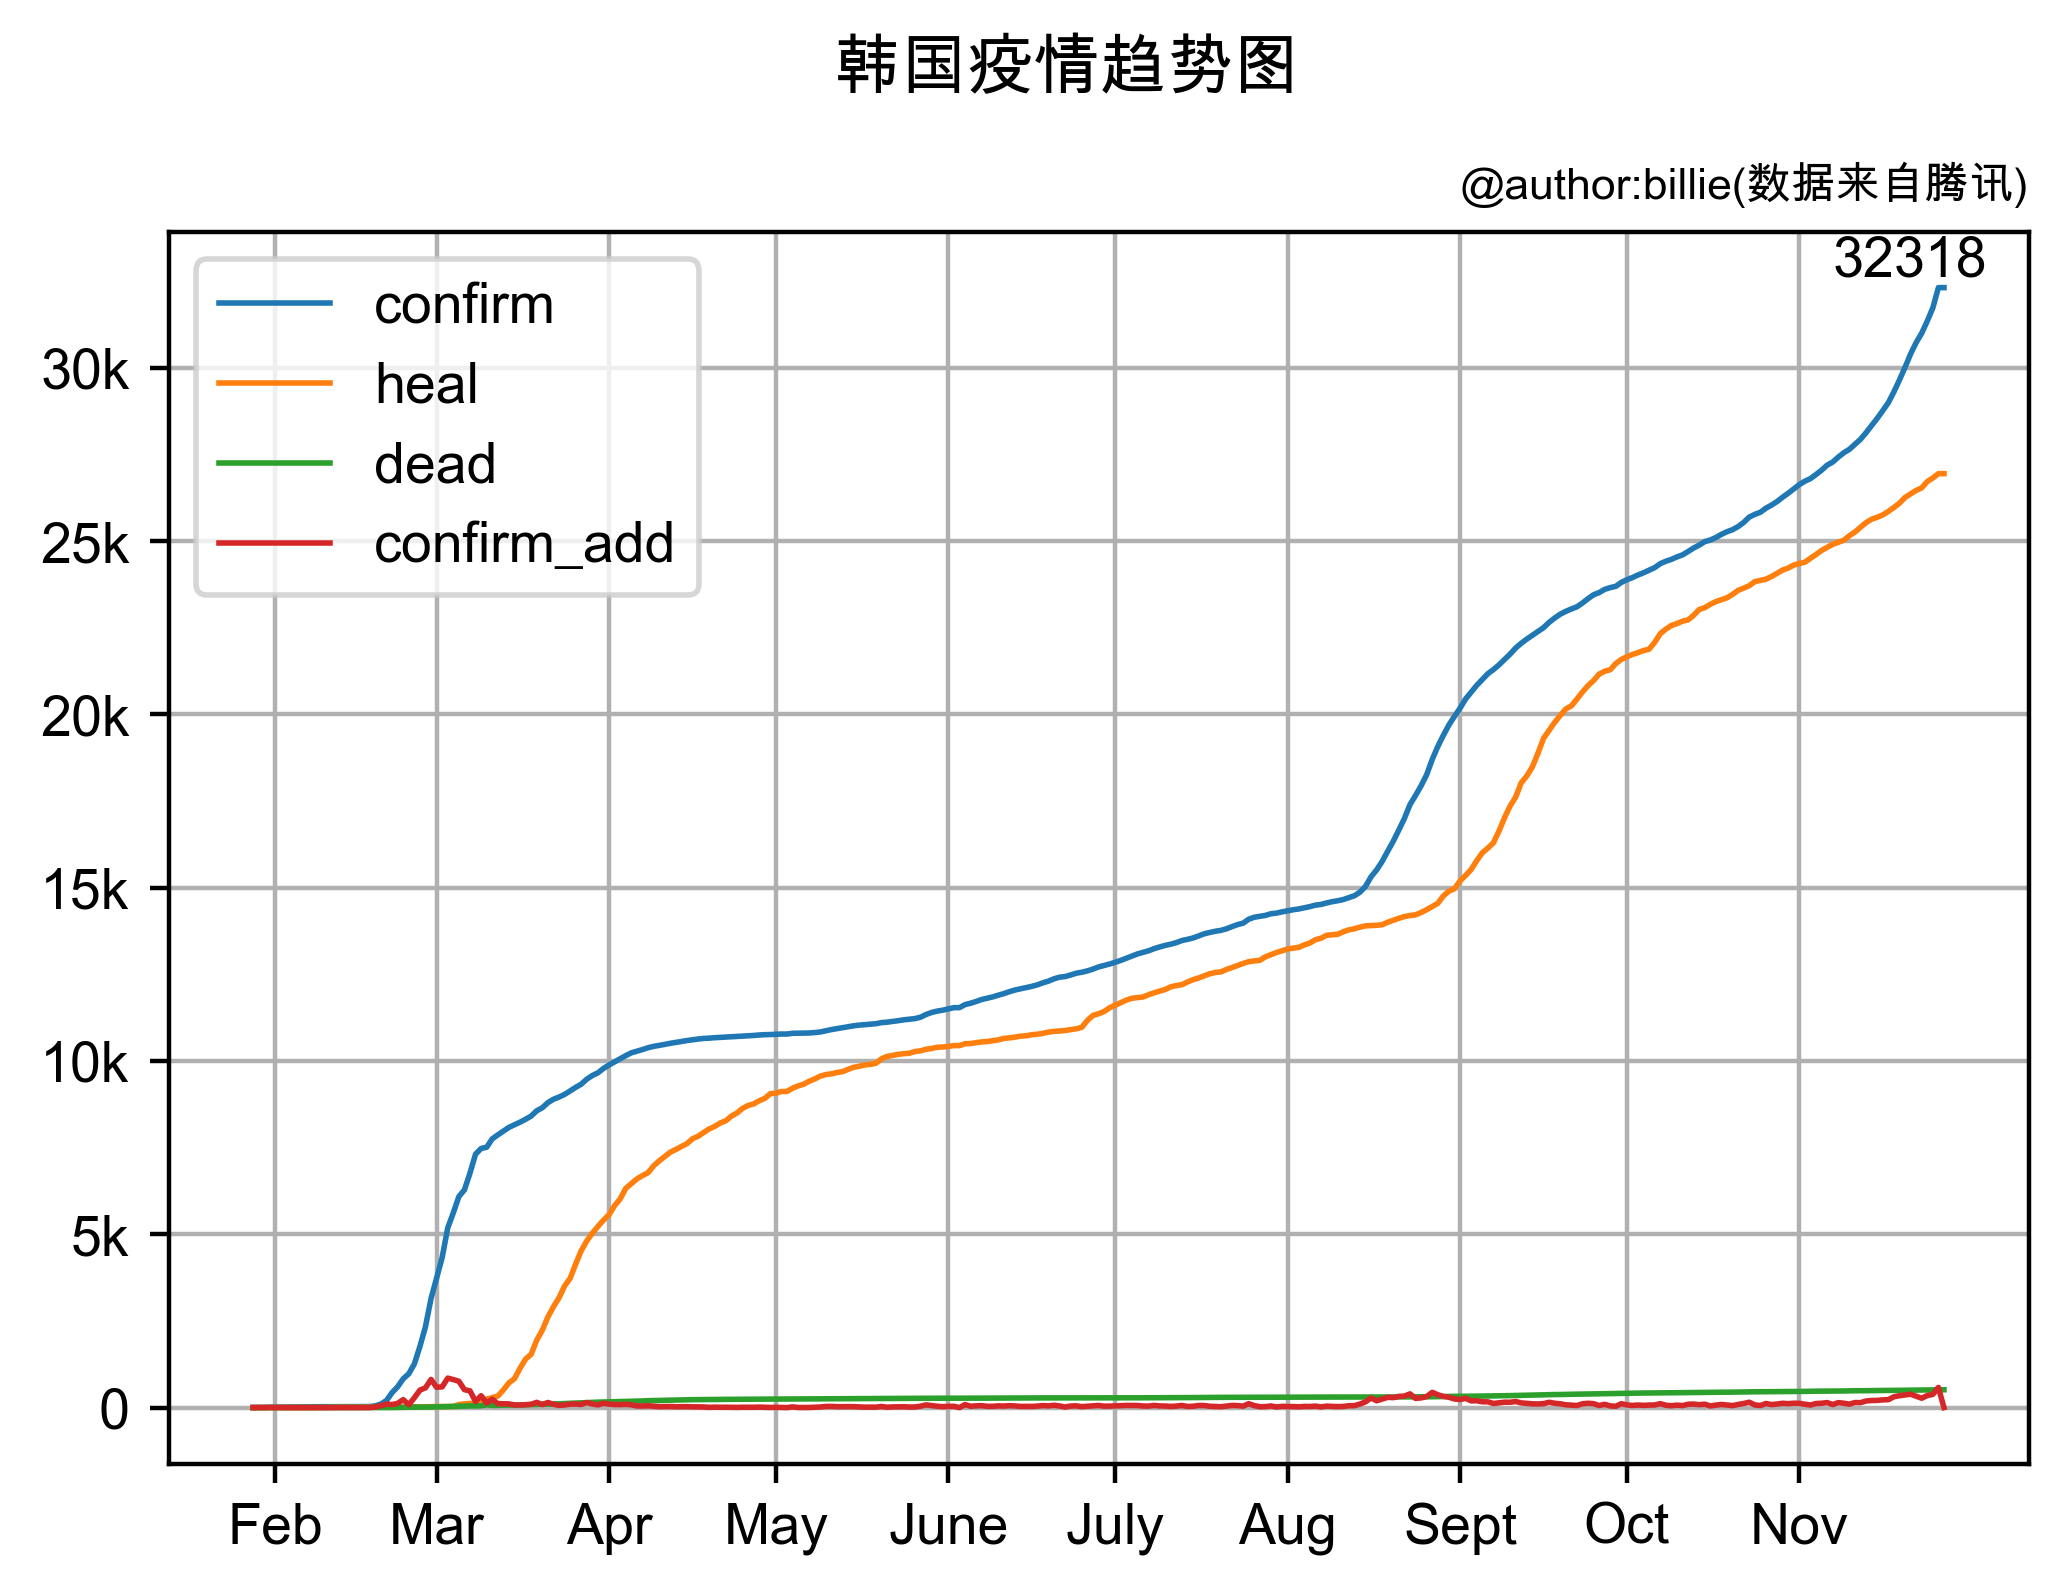 韩国疫情趋势图
@author:billie(数据来自腾讯)
32318
confirm
heal
dead
confirm_add
30k
25k
20k
15k
10k
5k
0
Feb Mar Apr May June July Aug Sept Oct Nov